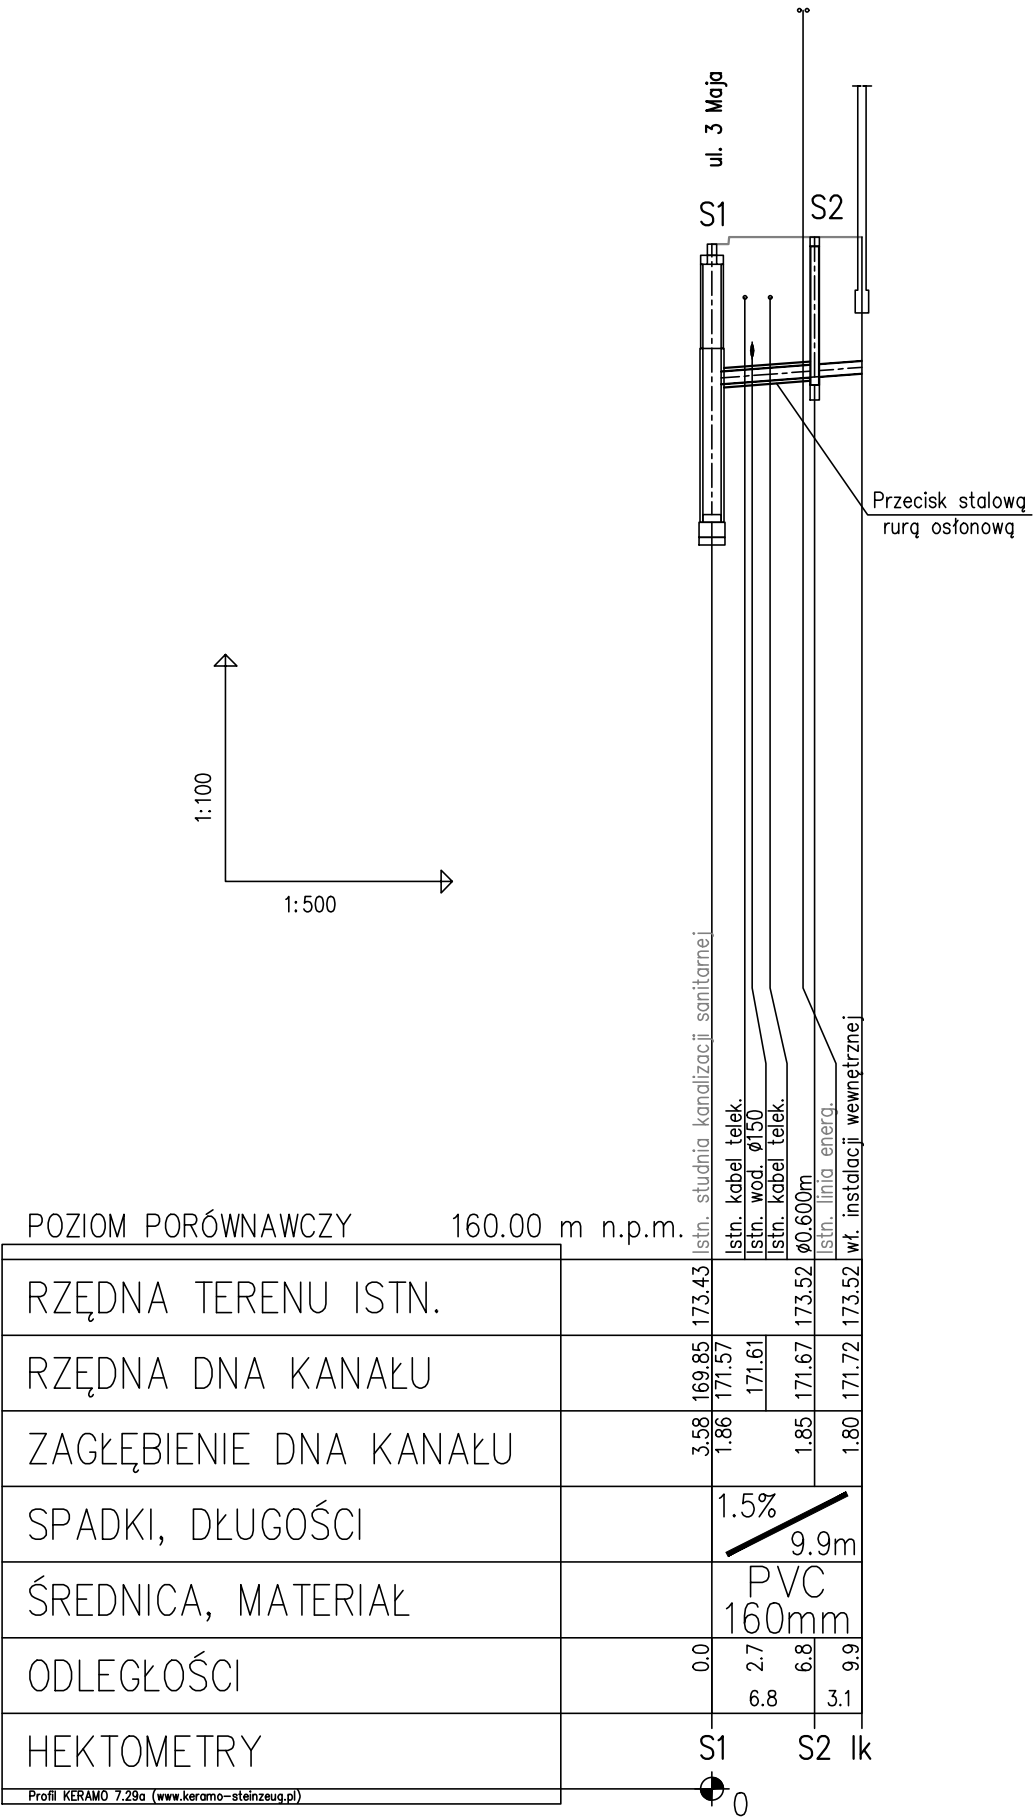 ul. 3 Maja
S1
S2
Przecisk stalową
rurą osłonową
1:100
1:500
Istn. studnia kanalizacji sanitarnej
Istn. kabel telek.
Istn. wod. ø150
Istn. kabel telek.
ø0.600m
Istn. linia energ.
wł. instalacji wewnętrznej
POZIOM PORÓWNAWCZY 160.00 m n.p.m.
RZĘDNA TERENU ISTN. 173.43 173.52 173.52
RZĘDNA DNA KANAŁU 169.85 171.57 171.61 171.67 171.72
ZAGŁĘBIENIE DNA KANAŁU 3.58 1.86 1.85 1.80
SPADKI, DŁUGOŚCI 1.5% 9.9m
ŚREDNICA, MATERIAŁ PVC
160mm
ODLEGŁOŚCI 0.0 2.7 6.8 9.9
6.8 3.1
HEKTOMETRY S1 S2 Ik
Profil KERAMO 7.29a (www.keramo-steinzeug.pl)
0